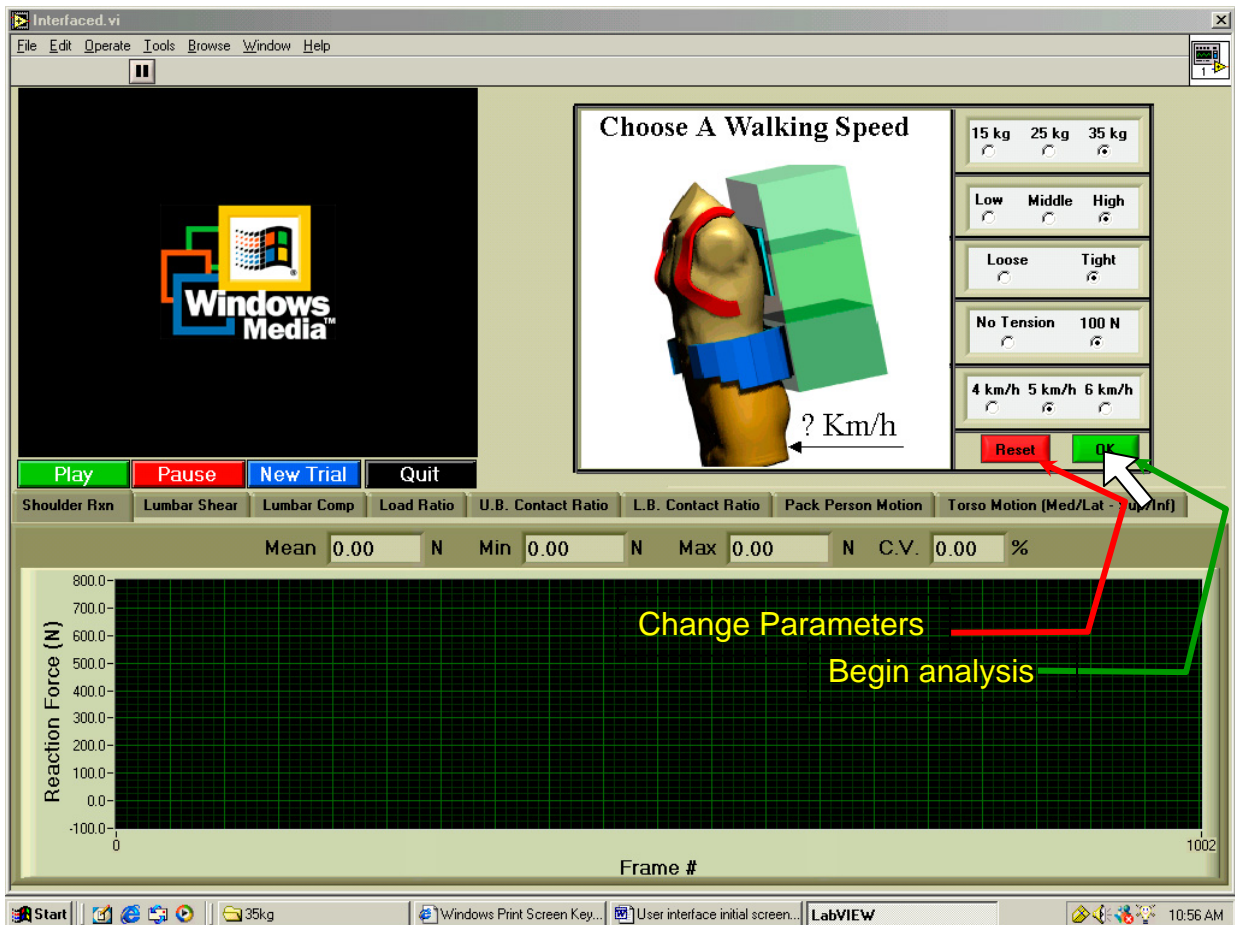 Interfaced.vi
File Edit Operate Tools Browse Window Help
1
Windows
Media™
Choose A Walking Speed
? Km/h
15 kg 25 kg 35 kg
Low Middle High
Loose Tight
No Tension 100 N
4 km/h 5 km/h 6 km/h
Reset OK
Play Pause New Trial Quit
Shoulder Rxn Lumbar Shear Lumbar Comp Load Ratio U.B. Contact Ratio L.B. Contact Ratio Pack Person Motion Torso Motion (Med/Lat - Sup/Inf)
Mean 0.00 N Min 0.00 N Max 0.00 N C.V. 0.00 %
Reaction Force (N)
800.0
700.0
600.0
500.0
400.0
300.0
200.0
100.0
0.0
-100.0
Change Parameters
Begin analysis
0 1002
Frame #
Start 35kg Windows Print Screen Key... User interface initial screen... LabVIEW 10:56 AM